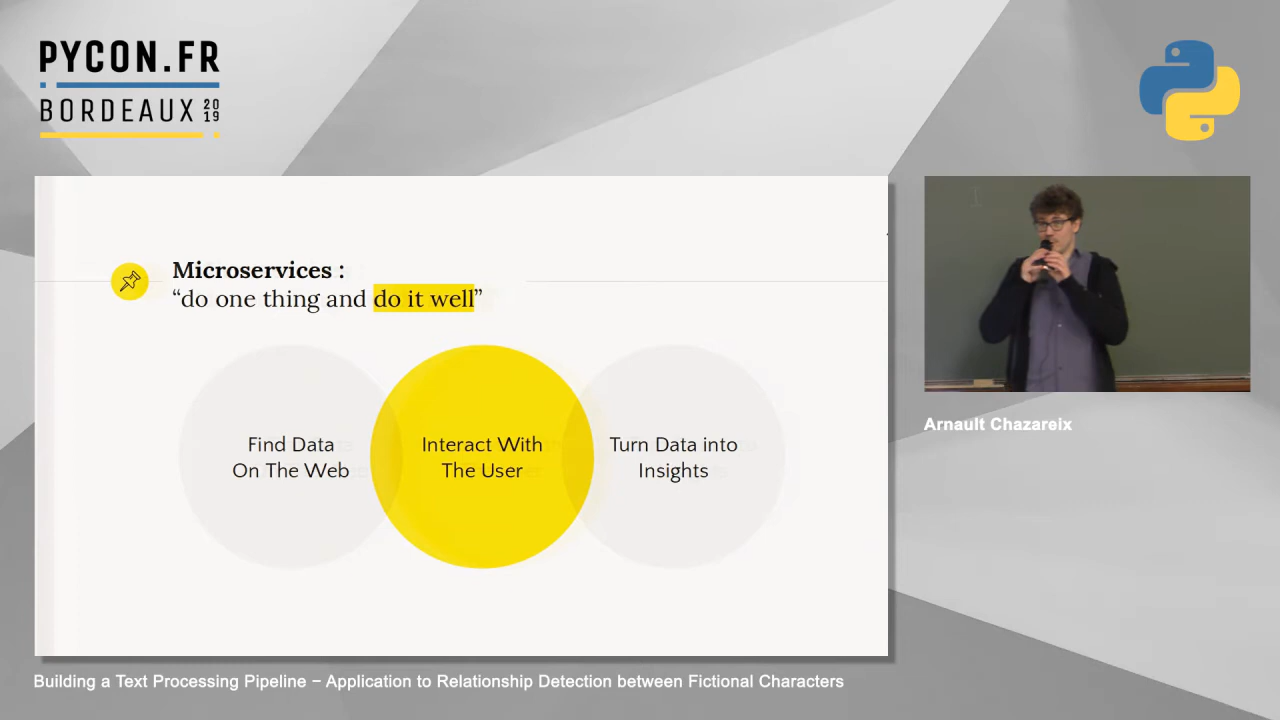 PYCON.FR
BORDEAUX 2019
Microservices :
“do one thing and do it well”
Find Data
On The Web
Interact With
The User
Turn Data into
Insights
Arnault Chazareix
Building a Text Processing Pipeline – Application to Relationship Detection between Fictional Characters